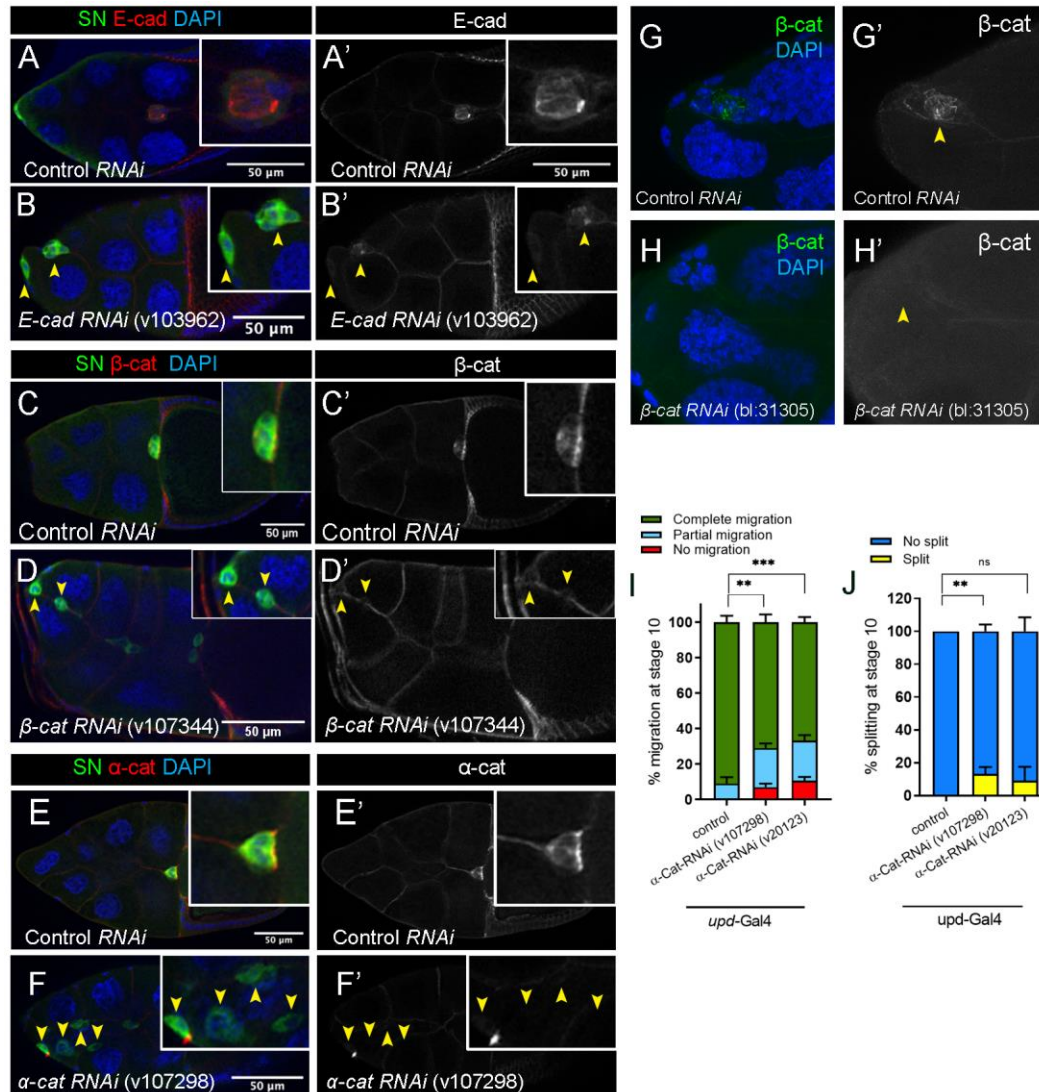 SN E-cad DAPI
E-cad
A
Control RNAi
50 µm
A’
Control RNAi
50 µm
B
E-cad RNAi (v103962)
50 µm
B’
E-cad RNAi (v103962)
SN β-cat DAPI
β-cat
C
Control RNAi
50 µm
C’
Control RNAi
D
β-cat RNAi (v107344)
50 µm
D’
β-cat RNAi (v107344)
SN α-cat DAPI
α-cat
E
Control RNAi
50 µm
E’
Control RNAi
F
α-cat RNAi (v107298)
50 µm
F’
α-cat RNAi (v107298)
G
β-cat
DAPI
Control RNAi
G’
β-cat
Control RNAi
H
β-cat
DAPI
β-cat RNAi (bl:31305)
H’
β-cat
β-cat RNAi (bl:31305)
Complete migration
Partial migration
No migration
I
***
**
% migration at stage 10
100
80
60
40
20
0
control
α-Cat-RNAi (v107298)
α-Cat-RNAi (v20123)
upd-Gal4
No split
Split
J
ns
**
% splitting at stage 10
120
100
80
60
40
20
0
control
α-Cat-RNAi (v107298)
α-Cat-RNAi (v20123)
upd-Gal4